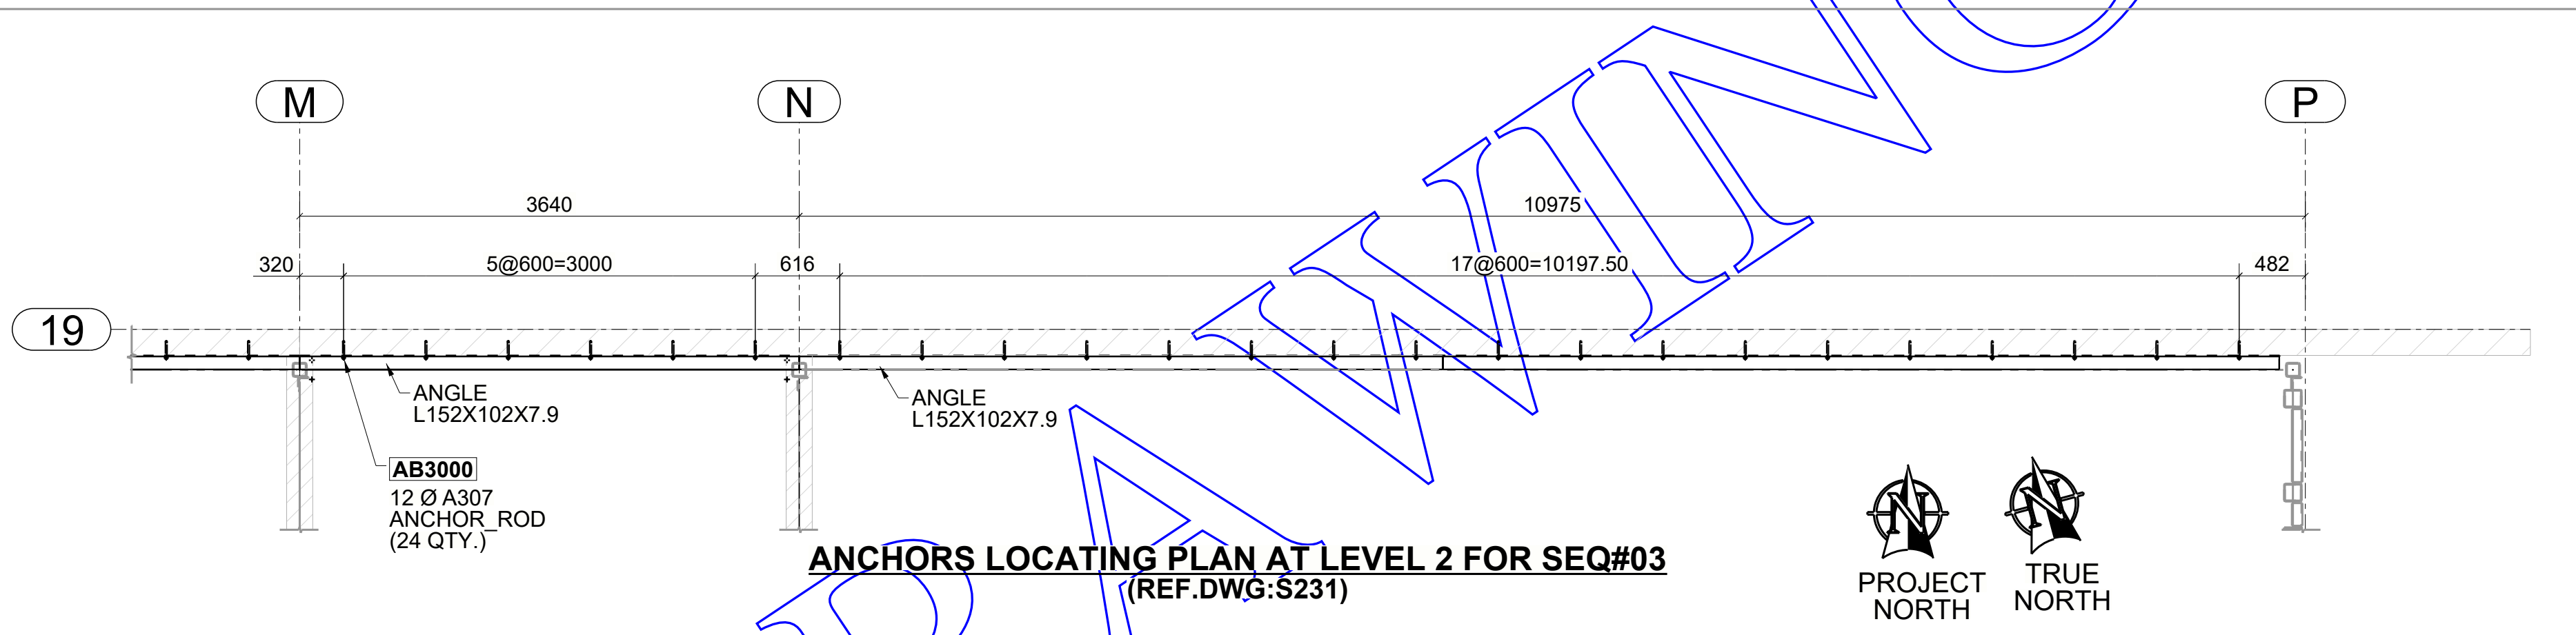 M N P
3640 10975
320 5@600=3000 616 17@600=10197.50 482
19
ANGLE
L152X102X7.9
ANGLE
L152X102X7.9
AB3000
12 Ø A307
ANCHOR_ROD
(24 QTY.)
ANCHORS LOCATING PLAN AT LEVEL 2 FOR SEQ#03
(REF.DWG:S231)
N
PROJECT
NORTH
N
TRUE
NORTH